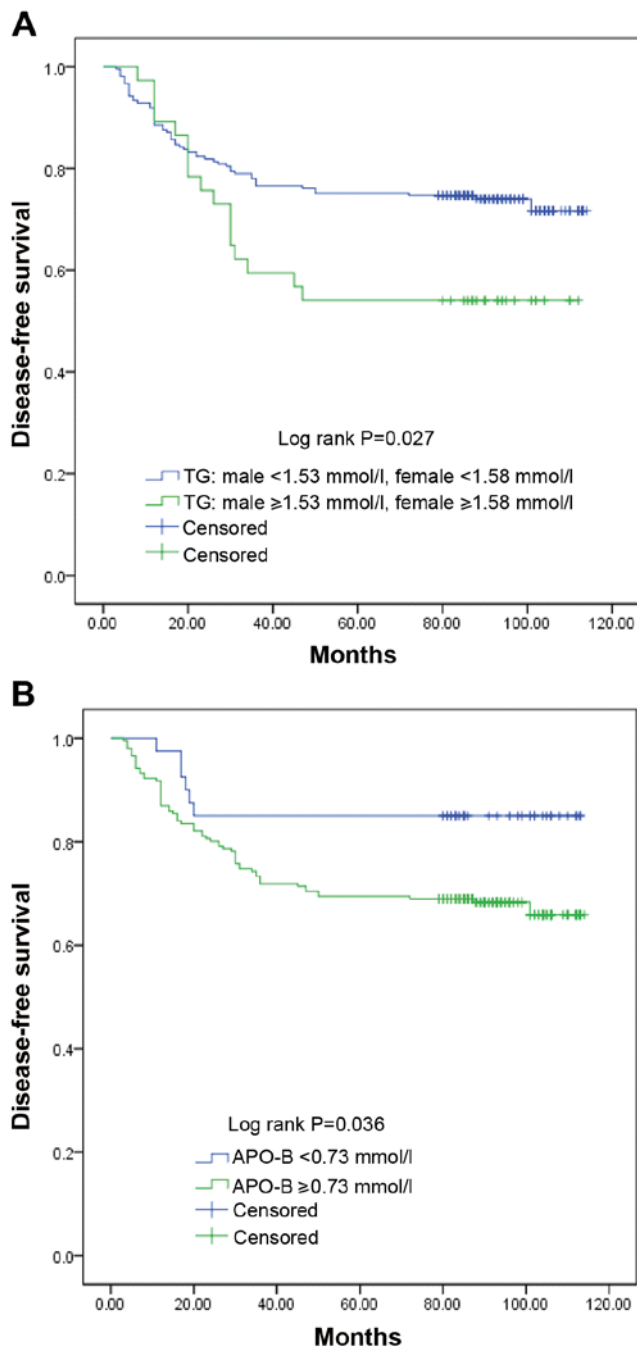 A
1.0
0.8
0.6
0.4
0.2
0.0
Disease-free survival
Log rank P=0.027
TG: male <1.53 mmol/l, female <1.58 mmol/l
TG: male ≥1.53 mmol/l, female ≥1.58 mmol/l
Censored
Censored
0.00 20.00 40.00 60.00 80.00 100.00 120.00
Months
B
1.0
0.8
0.6
0.4
0.2
0.0
Disease-free survival
Log rank P=0.036
APO-B <0.73 mmol/l
APO-B ≥0.73 mmol/l
Censored
Censored
0.00 20.00 40.00 60.00 80.00 100.00 120.00
Months